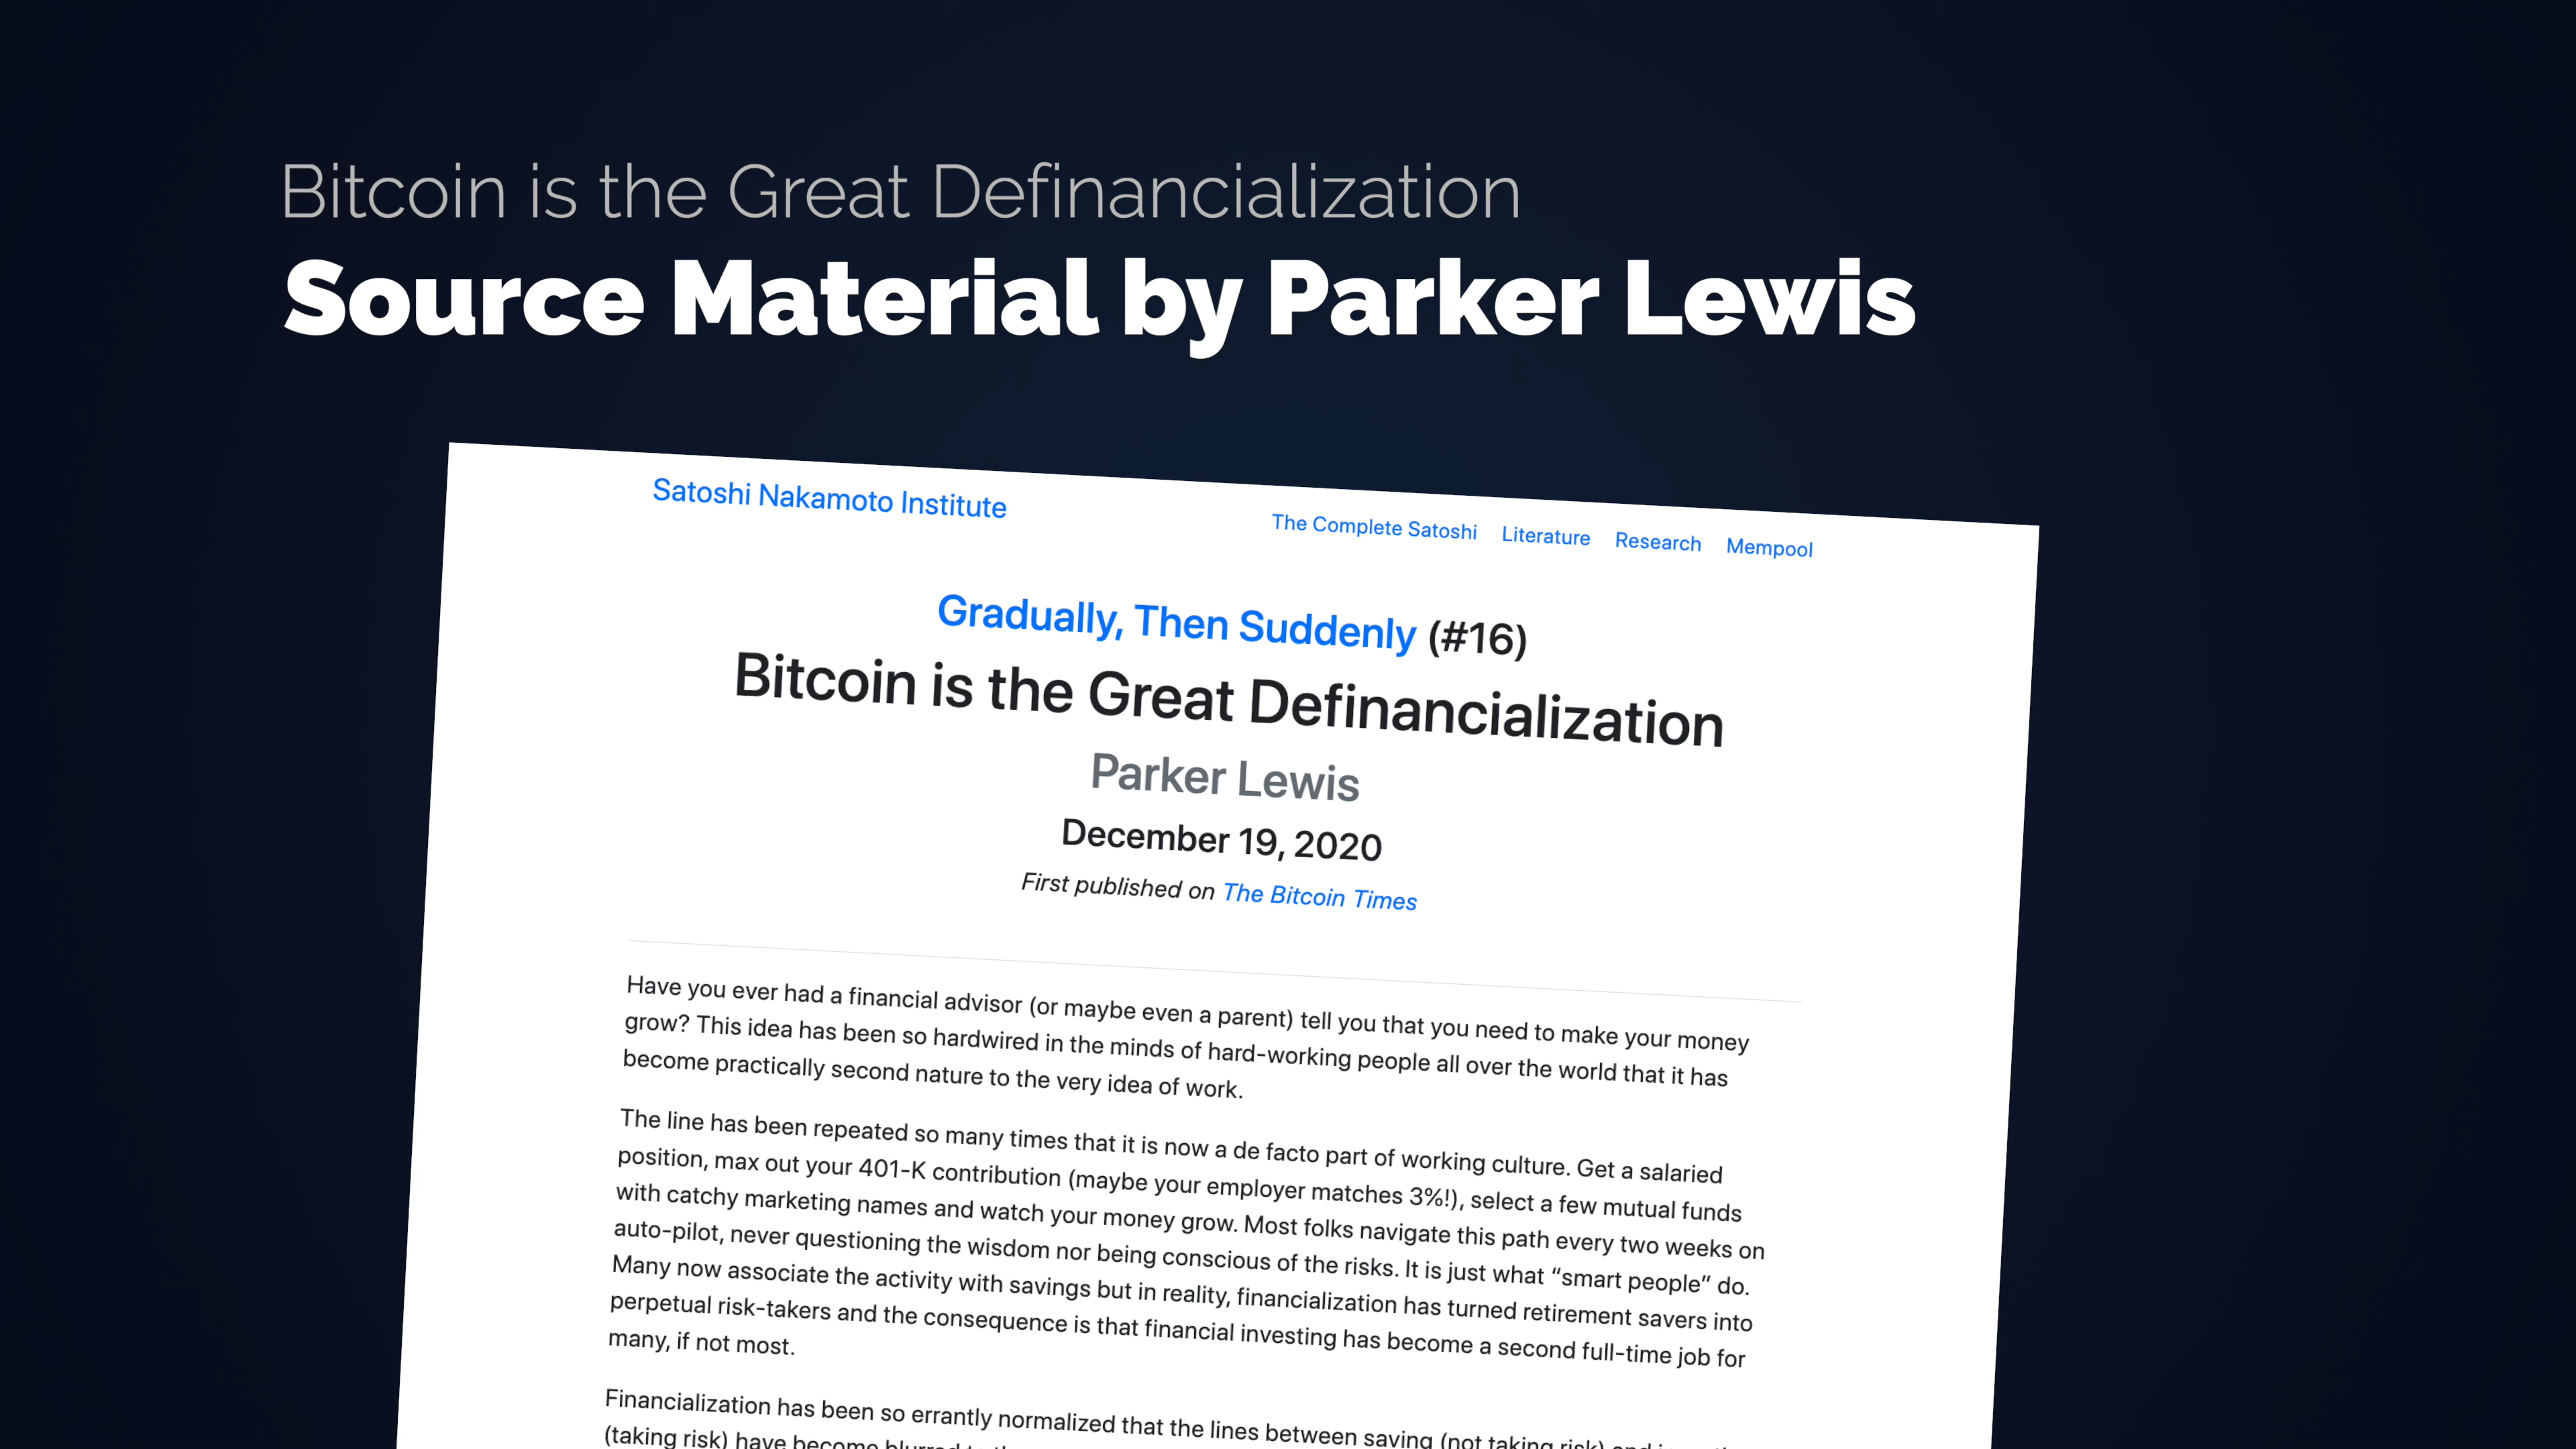 Bitcoin is the Great Definancialization
Source Material by Parker Lewis
Satoshi Nakamoto Institute
The Complete Satoshi Literature Research Mempool
Gradually, Then Suddenly (#16)
Bitcoin is the Great Definancialization
Parker Lewis
December 19, 2020
First published on The Bitcoin Times
Have you ever had a financial advisor (or maybe even a parent) tell you that you need to make your money
grow? This idea has been so hardwired in the minds of hard-working people all over the world that it has
become practically second nature to the very idea of work.
The line has been repeated so many times that it is now a de facto part of working culture. Get a salaried
position, max out your 401-K contribution (maybe your employer matches 3%!), select a few mutual funds
with catchy marketing names and watch your money grow. Most folks navigate this path every two weeks on
auto-pilot, never questioning the wisdom nor being conscious of the risks. It is just what “smart people” do.
Many now associate the activity with savings but in reality, financialization has turned retirement savers into
perpetual risk-takers and the consequence is that financial investing has become a second full-time job for
many, if not most.
Financialization has been so errantly normalized that the lines between saving (not taking risk) and
(taking risk) have become blurred